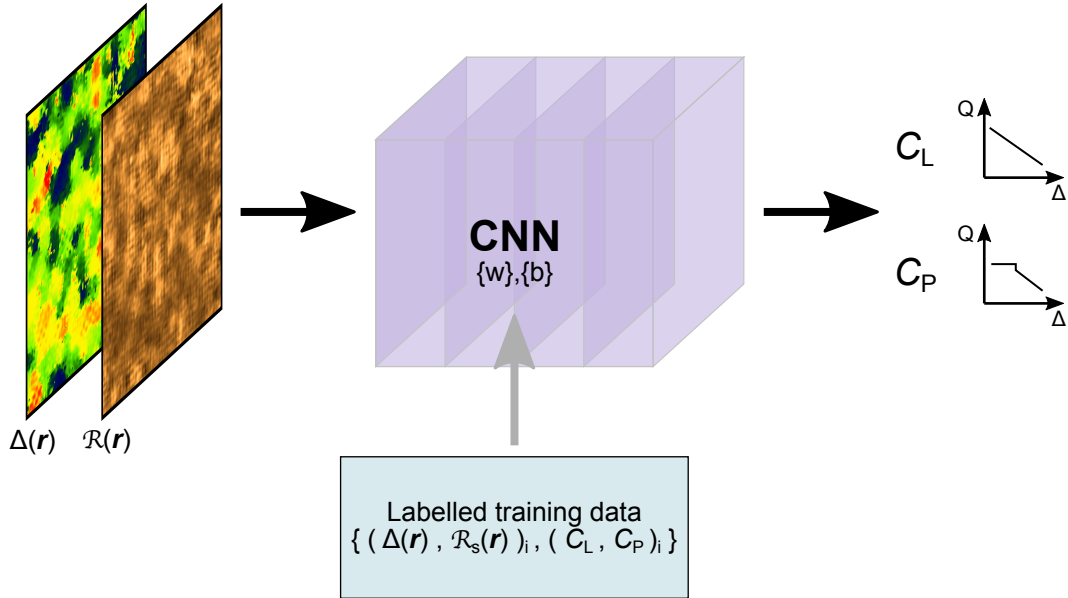 Δ(r)
ℛ(r)
CNN
{w},{b}
Labelled training data
{ ( Δ(r) , ℛs(r) )i , ( CL , CP )i }
CL
Q
Δ
CP
Q
Δ